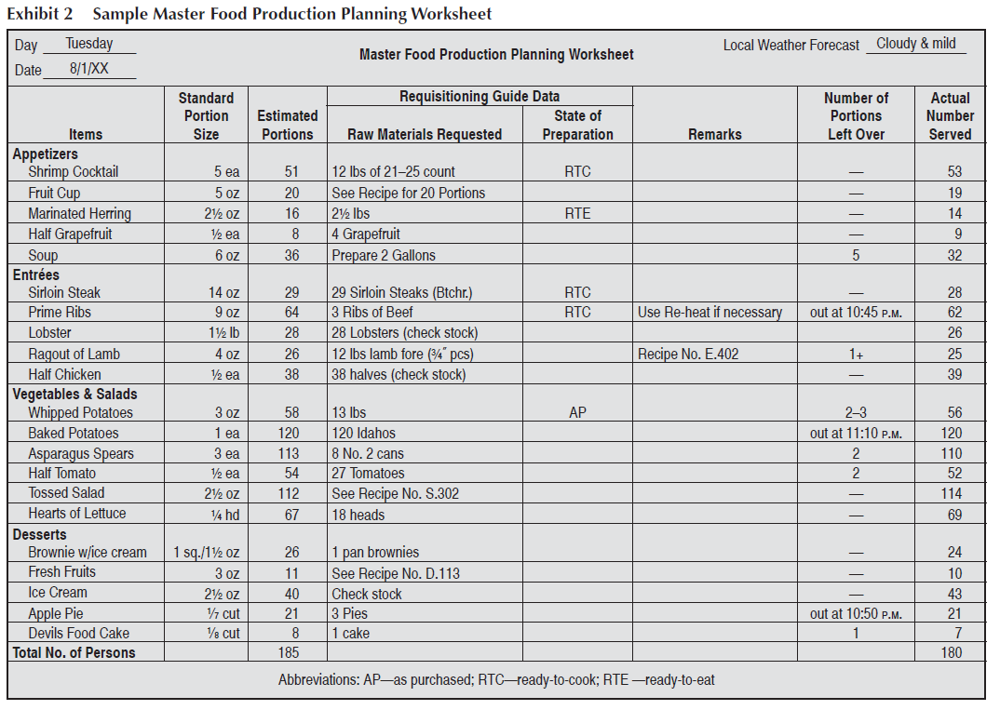 Exhibit 2 Sample Master Food Production Planning Worksheet
Day Tuesday Local Weather Forecast Cloudy & mild
Master Food Production Planning Worksheet
Date 8/1/XX
Standard Requisitioning Guide Data Number of Actual
Portion Estimated State of Portions Number
Items Size Portions Raw Materials Requested Preparation Remarks Left Over Served
Appetizers
Shrimp Cocktail 5 ea 51 12 lbs of 21–25 count RTC — 53
Fruit Cup 5 oz 20 See Recipe for 20 Portions — 19
Marinated Herring 2½ oz 16 2½ lbs RTE — 14
Half Grapefruit ½ ea 8 4 Grapefruit — 9
Soup 6 oz 36 Prepare 2 Gallons 5 32
Entrées
Sirloin Steak 14 oz 29 29 Sirloin Steaks (Btchr.) RTC — 28
Prime Ribs 9 oz 64 3 Ribs of Beef RTC Use Re-heat if necessary out at 10:45 P.M. 62
Lobster 1½ lb 28 28 Lobsters (check stock) 26
Ragout of Lamb 4 oz 26 12 lbs lamb fore (¾″ pcs) Recipe No. E.402 1+ 25
Half Chicken ½ ea 38 38 halves (check stock) — 39
Vegetables & Salads
Whipped Potatoes 3 oz 58 13 lbs AP 2–3 56
Baked Potatoes 1 ea 120 120 Idahos out at 11:10 P.M. 120
Asparagus Spears 3 ea 113 8 No. 2 cans 2 110
Half Tomato ½ ea 54 27 Tomatoes 2 52
Tossed Salad 2½ oz 112 See Recipe No. S.302 — 114
Hearts of Lettuce ¼ hd 67 18 heads — 69
Desserts
Brownie w/ice cream 1 sq./1½ oz 26 1 pan brownies — 24
Fresh Fruits 3 oz 11 See Recipe No. D.113 — 10
Ice Cream 2½ oz 40 Check stock — 43
Apple Pie ⅐ cut 21 3 Pies out at 10:50 P.M. 21
Devils Food Cake ⅛ cut 8 1 cake 1 7
Total No. of Persons 185 180
Abbreviations: AP—as purchased; RTC—ready-to-cook; RTE —ready-to-eat